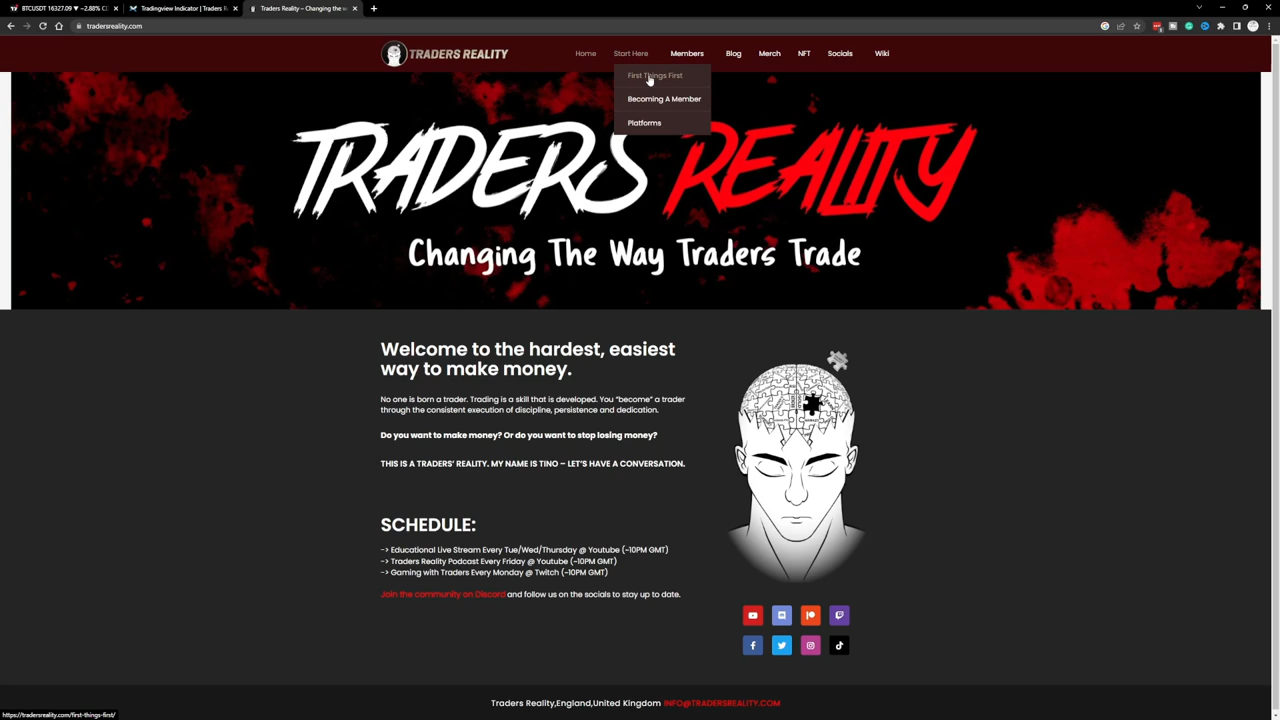 BTCUSDT 16327.09 ▼ −2.88%
Tradingview Indicator | Traders R
Traders Reality – Changing the w
tradersreality.com
TRADERS REALITY
Home
Start Here
Members
Blog
Merch
NFT
Socials
Wiki
First Things First
Becoming A Member
Platforms
TRADERS REALITY
Changing The Way Traders Trade
Welcome to the hardest, easiest
way to make money.
No one is born a trader. Trading is a skill that is developed. You “become” a trader
through the consistent execution of discipline, persistence and dedication.
Do you want to make money? Or do you want to stop losing money?
THIS IS A TRADERS’ REALITY. MY NAME IS TINO – LET’S HAVE A CONVERSATION.
SCHEDULE:
-> Educational Live Stream Every Tue/Wed/Thursday @ Youtube (~10PM GMT)
-> Traders Reality Podcast Every Friday @ Youtube (~10PM GMT)
-> Gaming with Traders Every Monday @ Twitch (~10PM GMT)
Join the community on Discord and follow us on the socials to stay up to date.
Traders Reality,England,United Kingdom INFO@TRADERSREALITY.COM
https://tradersreality.com/first-things-first/